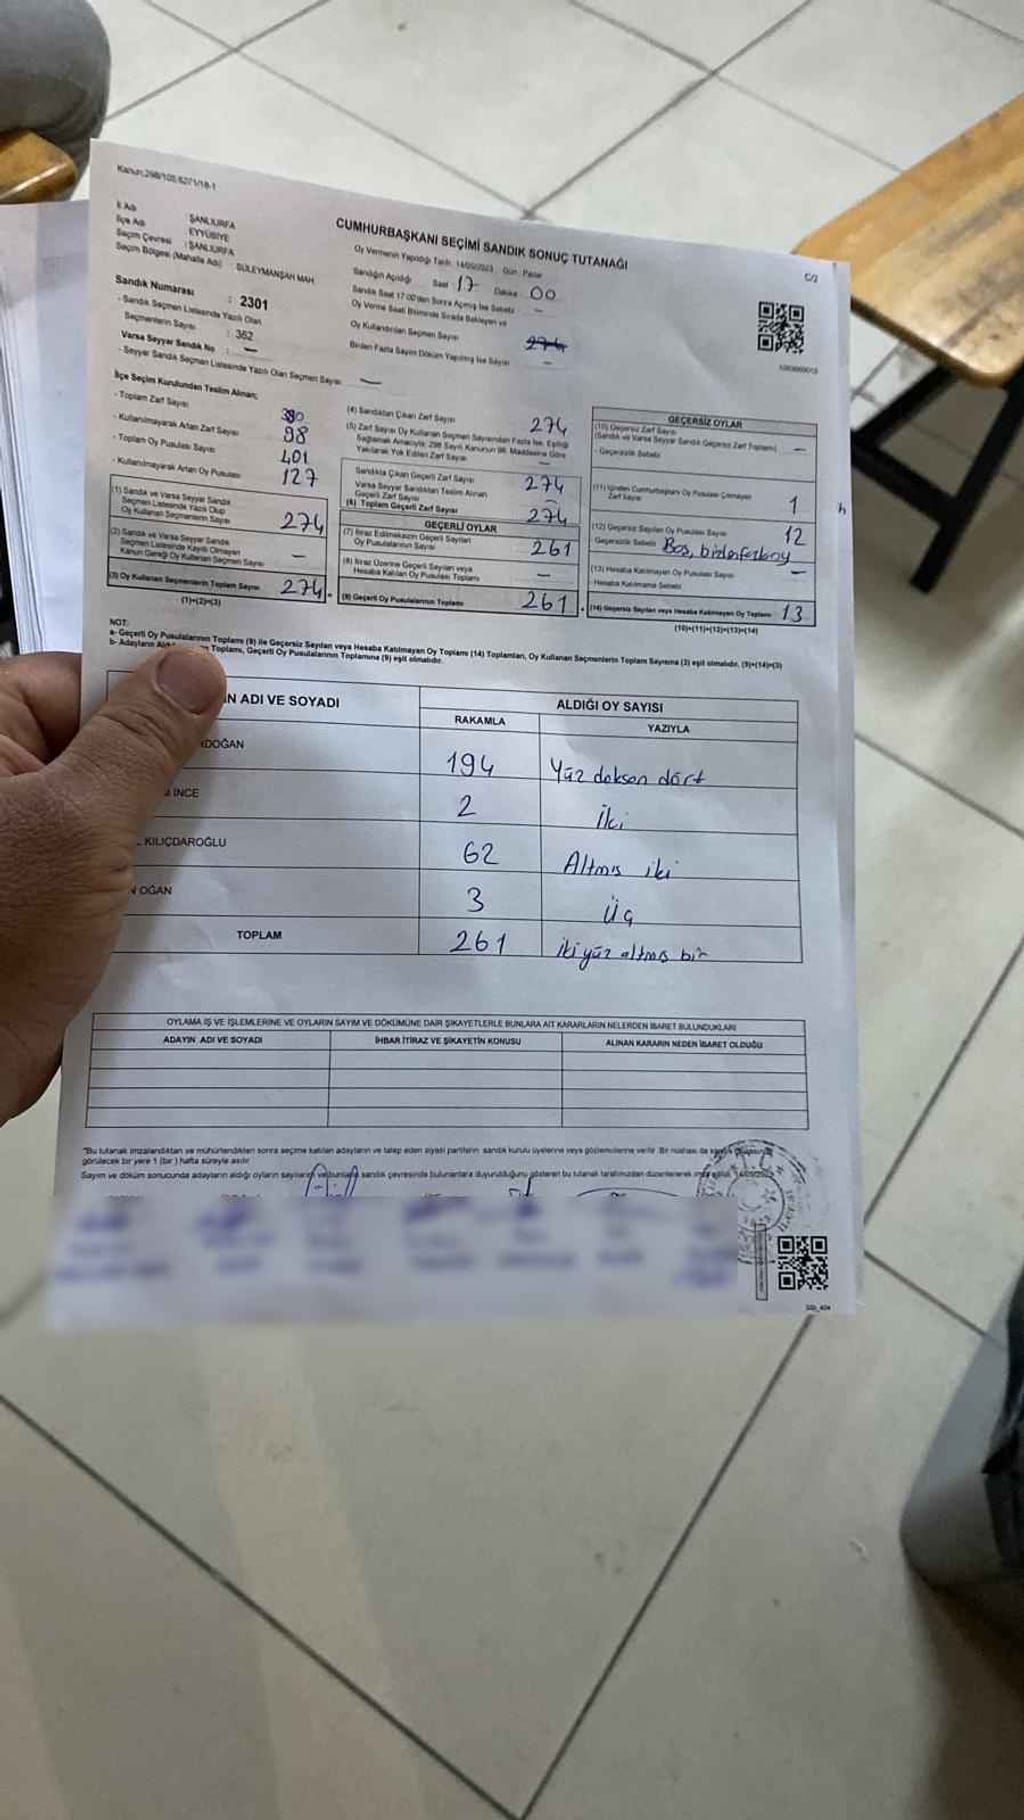 Kanun:298/105,6271/18-1
C/2
CUMHURBAŞKANI SEÇİMİ SANDIK SONUÇ TUTANAĞI
İl Adı : ŞANLIURFA
İlçe Adı : EYYÜBİYE
Seçim Çevresi : ŞANLIURFA
Seçim Bölgesi (Mahalle Adı) : SÜLEYMANŞAH MAH.
Sandık Numarası : 2301
- Sandık Seçmen Listesinde Yazılı Olan
Seçmenlerin Sayısı : 362
Varsa Seyyar Sandık No : —
- Seyyar Sandık Seçmen Listesinde Yazılı Olan Seçmen Sayısı —
Oy Vermenin Yapıldığı Tarih: 14/05/2023 Gün: Pazar
Sandığın Açıldığı Saat 17 Dakika 00
Sandık Saat 17.00'den Sonra Açılmış İse Sebebi —
Oy Verme Saati Bitiminde Sırada Bekleyen ve
Oy Kullandırılan Seçmen Sayısı 274
Birden Fazla Sayım Döküm Yapılmış İse Sayısı —
İlçe Seçim Kurulundan Teslim Alınan;
- Toplam Zarf Sayısı 380
- Kullanılmayarak Artan Zarf Sayısı 98
- Toplam Oy Pusulası Sayısı 401
- Kullanılmayarak Artan Oy Pusulası 127
(1) Sandık ve Varsa Seyyar Sandık
Seçmen Listesinde Yazılı Olup
Oy Kullanan Seçmenlerin Sayısı 274
(2) Sandık ve Varsa Seyyar Sandık
Seçmen Listesinde Kayıtlı Olmayan
Kanun Gereği Oy Kullanan Seçmen Sayısı —
(3) Oy Kullanan Seçmenlerin Toplam Sayısı 274
(1)+(2)=(3)
(4) Sandıktan Çıkan Zarf Sayısı 274
(5) Zarf Sayısı Oy Kullanan Seçmen Sayısından Fazla İse, Eşitliği
Sağlamak Amacıyla; 298 Sayılı Kanunun 98. Maddesine Göre
Yakılarak Yok Edilen Zarf Sayısı —
Sandıkta Çıkan Geçerli Zarf Sayısı 274
Varsa Seyyar Sandıktan Teslim Alınan
Geçerli Zarf Sayısı —
(6) Toplam Geçerli Zarf Sayısı 274
GEÇERLİ OYLAR
(7) İtiraz Edilmeksizin Geçerli Sayılan
Oy Pusulalarının Sayısı 261
(8) İtiraz Üzerine Geçerli Sayılan veya
Hesaba Katılan Oy Pusulası Toplamı —
(9) Geçerli Oy Pusulalarının Toplamı 261
GEÇERSİZ OYLAR
(10) Geçersiz Zarf Sayısı
(Sandık ve Varsa Seyyar Sandık Geçersiz Zarf Toplamı) —
- Geçersizlik Sebebi
(11) İçinden Cumhurbaşkanı Oy Pusulası Çıkmayan
Zarf Sayısı 1
(12) Geçersiz Sayılan Oy Pusulası Sayısı 12
Geçersizlik Sebebi Boş, birdenfazlaoy
(13) Hesaba Katılmayan Oy Pusulası Sayısı —
Hesaba Katılmama Sebebi
(14) Geçersiz Sayılan veya Hesaba Katılmayan Oy Toplamı 13
(10)+(11)+(12)+(13)=(14)
NOT:
a- Geçerli Oy Pusulalarının Toplamı (9) ile Geçersiz Sayılan veya Hesaba Katılmayan Oy Toplamı (14) Toplamları, Oy Kullanan Seçmenlerin Toplam Sayısına (3) eşit olmalıdır. (9)+(14)=(3)
b- Adayların Toplamı, Geçerli Oy Pusulalarının Toplamına (9) eşit olmalıdır.
N ADI VE SOYADI
ALDIĞI OY SAYISI
RAKAMLA YAZIYLA
RDOĞAN 194 Yüz doksan dört
İNCE 2 İki
KILIÇDAROĞLU 62 Altmış iki
N OĞAN 3 Üç
TOPLAM 261 iki yüz altmış bir
OYLAMA İŞ VE İŞLEMLERİNE VE OYLARIN SAYIM VE DÖKÜMÜNE DAİR ŞİKAYETLERLE BUNLARA AİT KARARLARIN NELERDEN İBARET BULUNDUKLARI
ADAYIN ADI VE SOYADI
İHBAR İTİRAZ VE ŞİKAYETİN KONUSU
ALINAN KARARIN NEDEN İBARET OLDUĞU
"Bu tutanak imzalandıktan ve mühürlendikten sonra seçime katılan adayların ve talep eden siyasi partilerin sandık kurulu üyelerine veya gözlemcilerine verilir. Bir nüshası da
görülecek bir yere 1 (bir) hafta süreyle asılır.
Sayım ve döküm sonucunda adayların aldığı oyların sayılarının sandık çevresinde bulunanlara duyurulduğunu gösteren bu tutanak tarafımızdan düzenlenerek